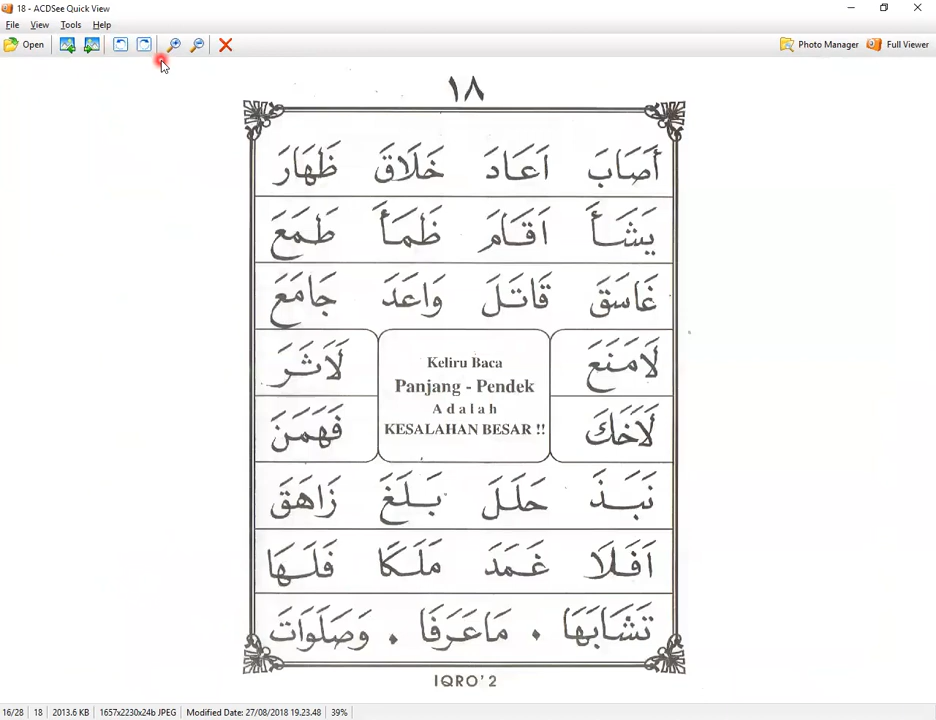 18 - ACDSee Quick View
File View Tools Help
Open Photo Manager Full Viewer
١٨
أَصَابَ اَعَادَ خَلَاقَ ظَهَارَ
يَشَأَ اَقَامَ ظَمَأَ طَمَعَ
غَاسَقَ قَاتَلَ وَاعَدَ جَامَعَ
لَامَنَعَ لَاثَرَ
Keliru Baca
Panjang - Pendek
Adalah
KESALAHAN BESAR !!
لَاَخَكَ فَهَمَنَ
نَبَذَ حَلَلَ بَلَغَ زَاهَقَ
اَفَلَا غَمَدَ مَلَكَا فَلَهَا
تَشَابَهَا . مَاعَرَفَا . وَصَلَوَاتَ
IQRO'2
16/28 18 2013.6 KB 1657x2230x24b JPEG Modified Date: 27/08/2018 19.23.48 39%